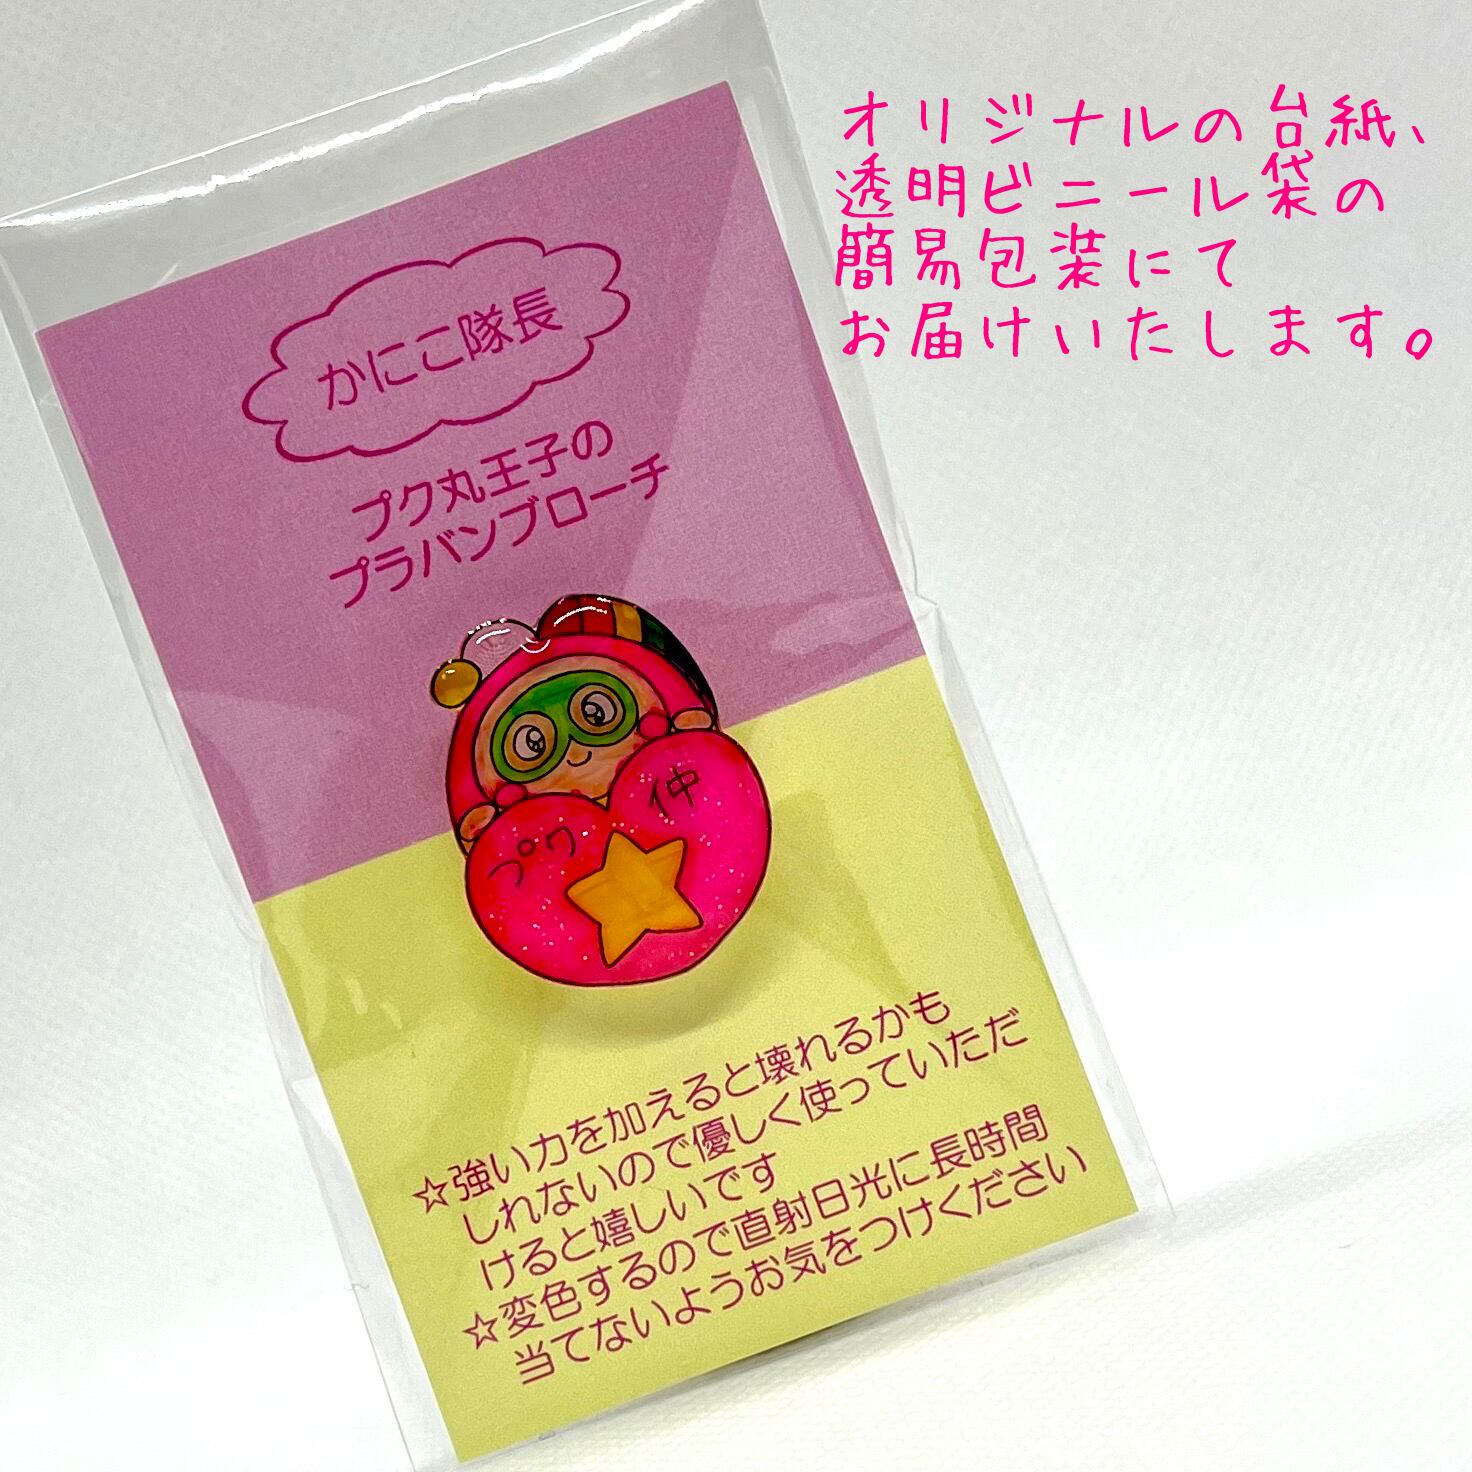 オリジナルの台紙、
透明ビニール袋の
簡易包装にて
お届けいたします。
かにこ隊長
プク丸王子の
プラバンブローチ
プワ
仲
☆強い力を加えると壊れるかも
しれないので優しく使っていただ
けると嬉しいです
☆変色するので直射日光に長時間
当てないようお気をつけください